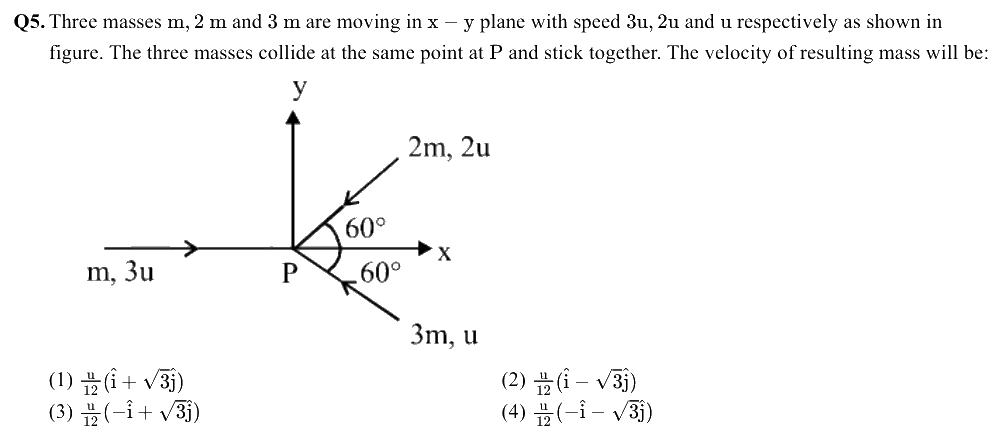 Q5. Three masses m, 2 m and 3 m are moving in x − y plane with speed 3u, 2u and u respectively as shown in
figure. The three masses collide at the same point at P and stick together. The velocity of resulting mass will be:
y
2m, 2u
60°
x
m, 3u
P
60°
3m, u
(1) u/12 (î + √3ĵ)
(2) u/12 (î − √3ĵ)
(3) u/12 (−î + √3ĵ)
(4) u/12 (−î − √3ĵ)